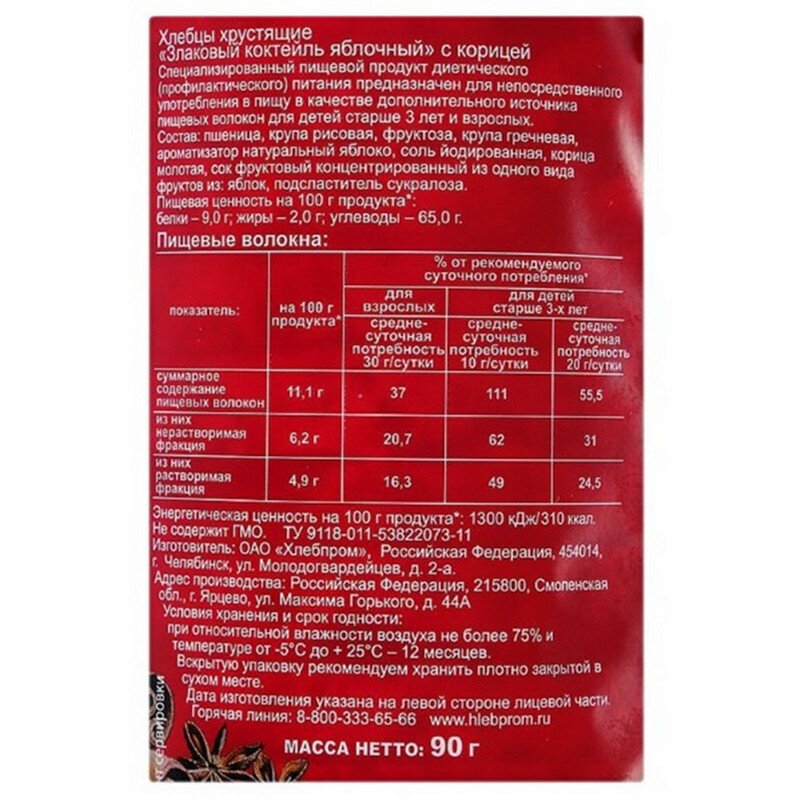 Хлебцы хрустящие
«Злаковый коктейль яблочный» с корицей
Специализированный пищевой продукт диетического
(профилактического) питания предназначен для непосредственного
употребления в пищу в качестве дополнительного источника
пищевых волокон для детей старше 3 лет и взрослых.
Состав: пшеница, крупа рисовая, фруктоза, крупа гречневая,
ароматизатор натуральный яблоко, соль йодированная, корица
молотая, сок фруктовый концентрированный из одного вида
фруктов из: яблок, подсластитель сукралоза.
Пищевая ценность на 100 г продукта*:
белки – 9,0 г; жиры – 2,0 г; углеводы – 65,0 г.
Пищевые волокна:
показатель:
на 100 г
продукта*
% от рекомендуемого
суточного потребления*
для
взрослых
для детей
старше 3-х лет
средне-
суточная
потребность
30 г/сутки
средне-
суточная
потребность
10 г/сутки
средне-
суточная
потребность
20 г/сутки
суммарное
содержание
пищевых волокон
11,1 г
37
111
55,5
из них
нерастворимая
фракция
6,2 г
20,7
62
31
из них
растворимая
фракция
4,9 г
16,3
49
24,5
Энергетическая ценность на 100 г продукта*: 1300 кДж/310 ккал.
Не содержит ГМО. ТУ 9118-011-53822073-11
Изготовитель: ОАО «Хлебпром», Российская Федерация, 454014,
г. Челябинск, ул. Молодогвардейцев, д. 2-а.
Адрес производства: Российская Федерация, 215800, Смоленская
обл., г. Ярцево, ул. Максима Горького, д. 44А
Условия хранения и срок годности:
при относительной влажности воздуха не более 75% и
температуре от -5°С до + 25°С – 12 месяцев.
Вскрытую упаковку рекомендуем хранить плотно закрытой в
сухом месте.
Дата изготовления указана на левой стороне лицевой части.
Горячая линия: 8-800-333-65-66 www.hlebprom.ru
МАССА НЕТТО: 90 г
сервировки